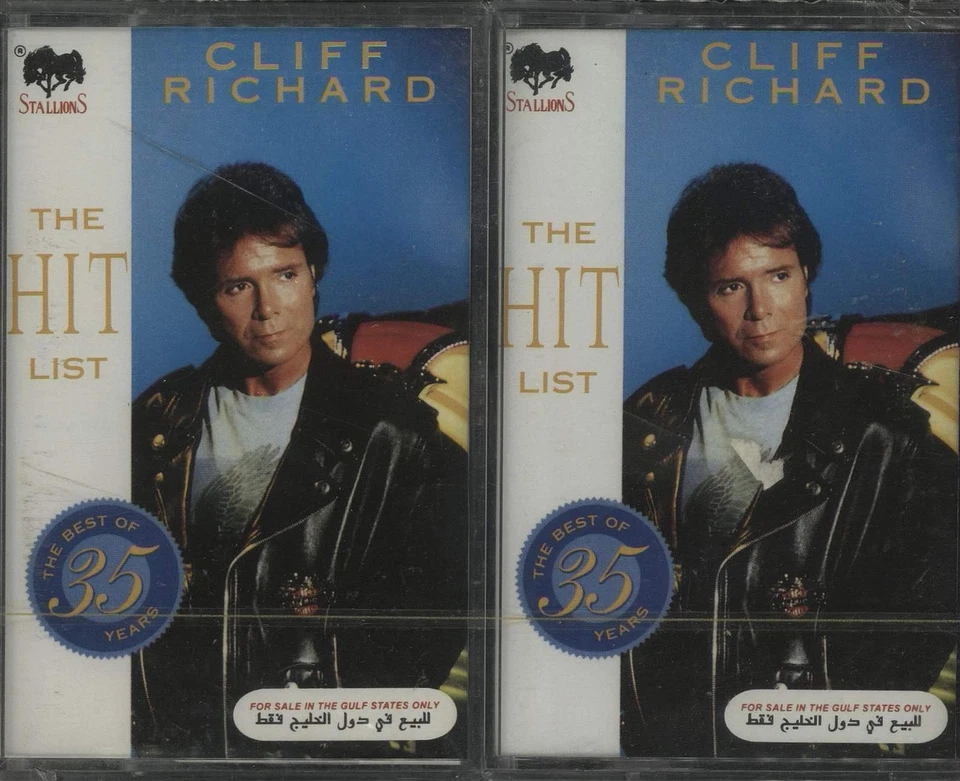 ®
STALLIONS
CLIFF
RICHARD
THE
HIT
LIST
THE BEST OF
35
YEARS
FOR SALE IN THE GULF STATES ONLY
للبيع في دول الخليج فقط
®
STALLIONS
CLIFF
RICHARD
THE
HIT
LIST
THE BEST OF
35
YEARS
FOR SALE IN THE GULF STATES ONLY
للبيع في دول الخليج فقط